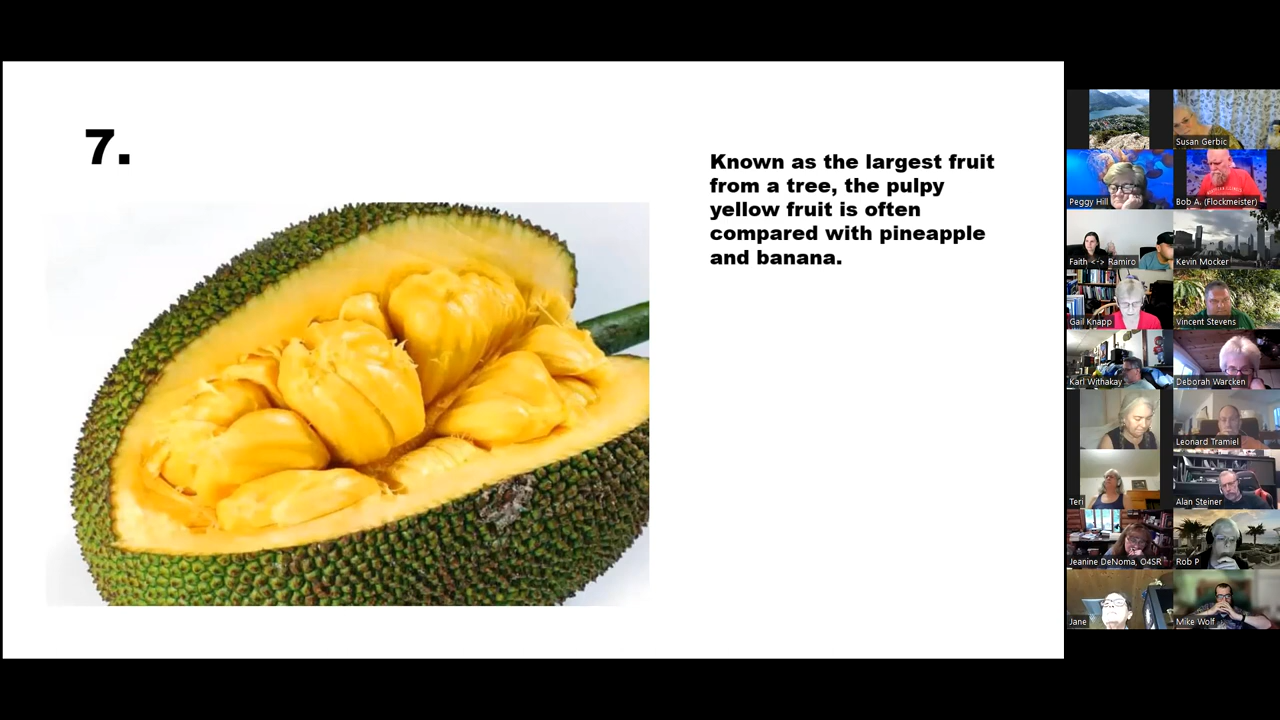 7.
Known as the largest fruit
from a tree, the pulpy
yellow fruit is often
compared with pineapple
and banana.
Susan Gerbic
Peggy Hill
Bob A. (Flockmeister)
Faith <-> Ramiro
Kevin Mocker
Gail Knapp
Vincent Stevens
Karl Withakay
Deborah Warcken
Leonard Tramiel
Teri
Alan Steiner
Jeanine DeNoma, O4SR
Rob P
Jane
Mike Wolf